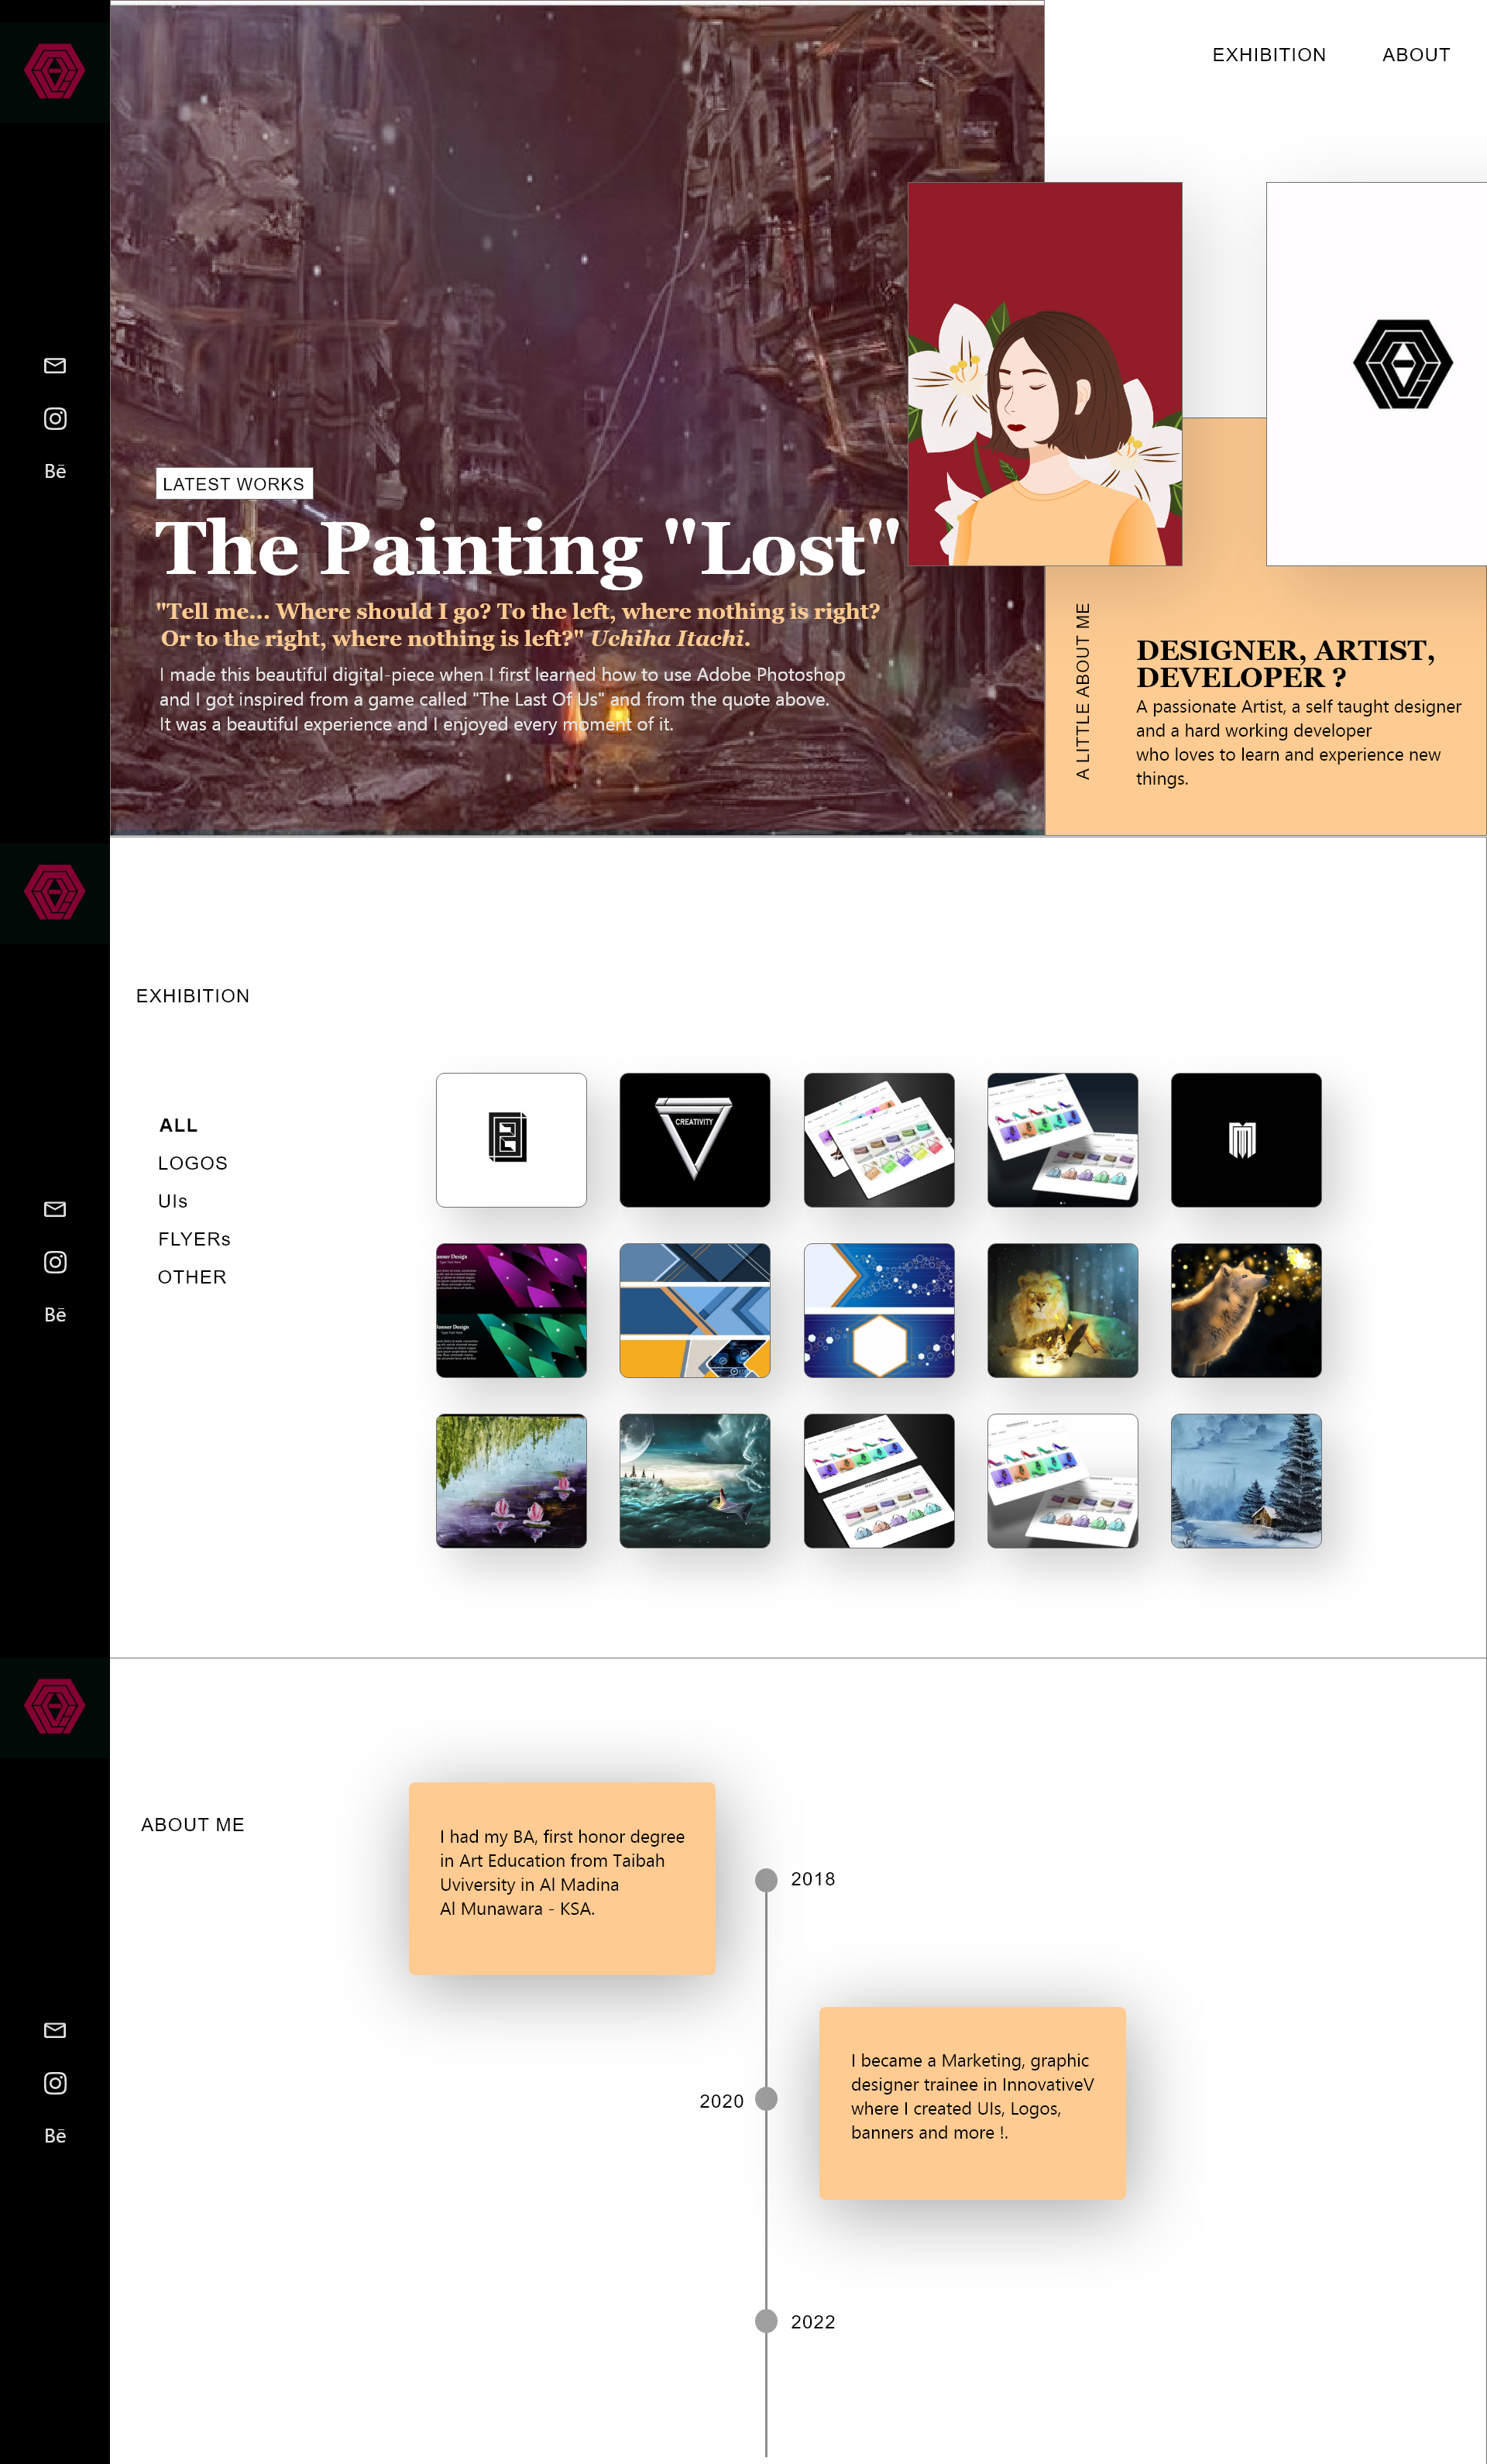 EXHIBITION
ABOUT
Bē
LATEST WORKS
The Painting "Lost"
"Tell me... Where should I go? To the left, where nothing is right?
Or to the right, where nothing is left?" Uchiha Itachi.
I made this beautiful digital-piece when I first learned how to use Adobe Photoshop
and I got inspired from a game called "The Last Of Us" and from the quote above.
It was a beautiful experience and I enjoyed every moment of it.
A LITTLE ABOUT ME
DESIGNER, ARTIST,
DEVELOPER ?
A passionate Artist, a self taught designer
and a hard working developer
who loves to learn and experience new
things.
EXHIBITION
ALL
LOGOS
UIs
FLYERs
OTHER
Bē
CREATIVITY
Design
Design
ABOUT ME
I had my BA, first honor degree
in Art Education from Taibah
Uviversity in Al Madina
Al Munawara - KSA.
2018
I became a Marketing, graphic
designer trainee in InnovativeV
where I created UIs, Logos,
banners and more !.
2020
Bē
2022